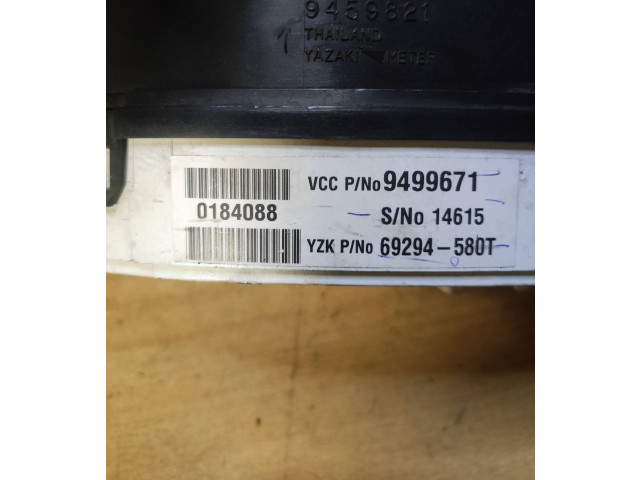 9459821
THAILAND
YAZAKI METER
VCC P/No 9499671
0184088
S/No 14615
YZK P/No 69294-580T